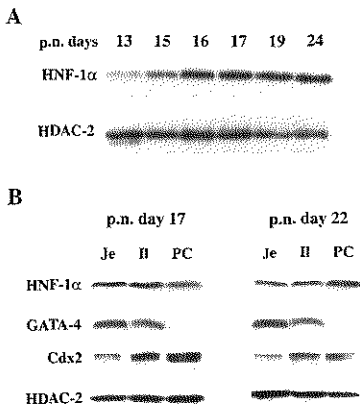 A
p.n. days 13 15 16 17 19 24
HNF-1α
HDAC-2
B
p.n. day 17 p.n. day 22
Je Il PC Je Il PC
HNF-1α
GATA-4
Cdx2
HDAC-2